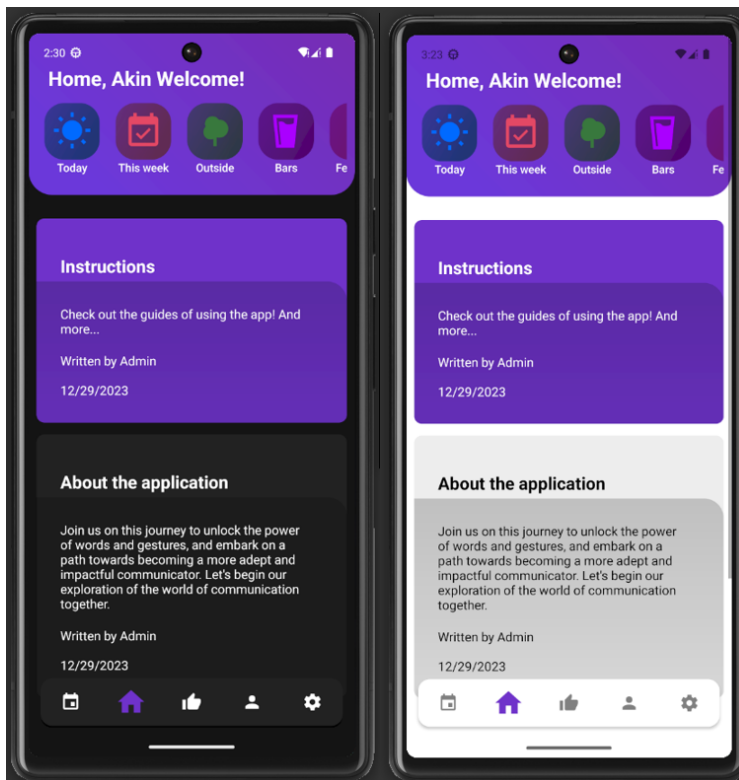 2:30
Home, Akin Welcome!
Today This week Outside Bars Fe
Instructions
Check out the guides of using the app! And
more...
Written by Admin
12/29/2023
About the application
Join us on this journey to unlock the power
of words and gestures, and embark on a
path towards becoming a more adept and
impactful communicator. Let's begin our
exploration of the world of communication
together.
Written by Admin
12/29/2023
3:23
Home, Akin Welcome!
Today This week Outside Bars Fe
Instructions
Check out the guides of using the app! And
more...
Written by Admin
12/29/2023
About the application
Join us on this journey to unlock the power
of words and gestures, and embark on a
path towards becoming a more adept and
impactful communicator. Let's begin our
exploration of the world of communication
together.
Written by Admin
12/29/2023